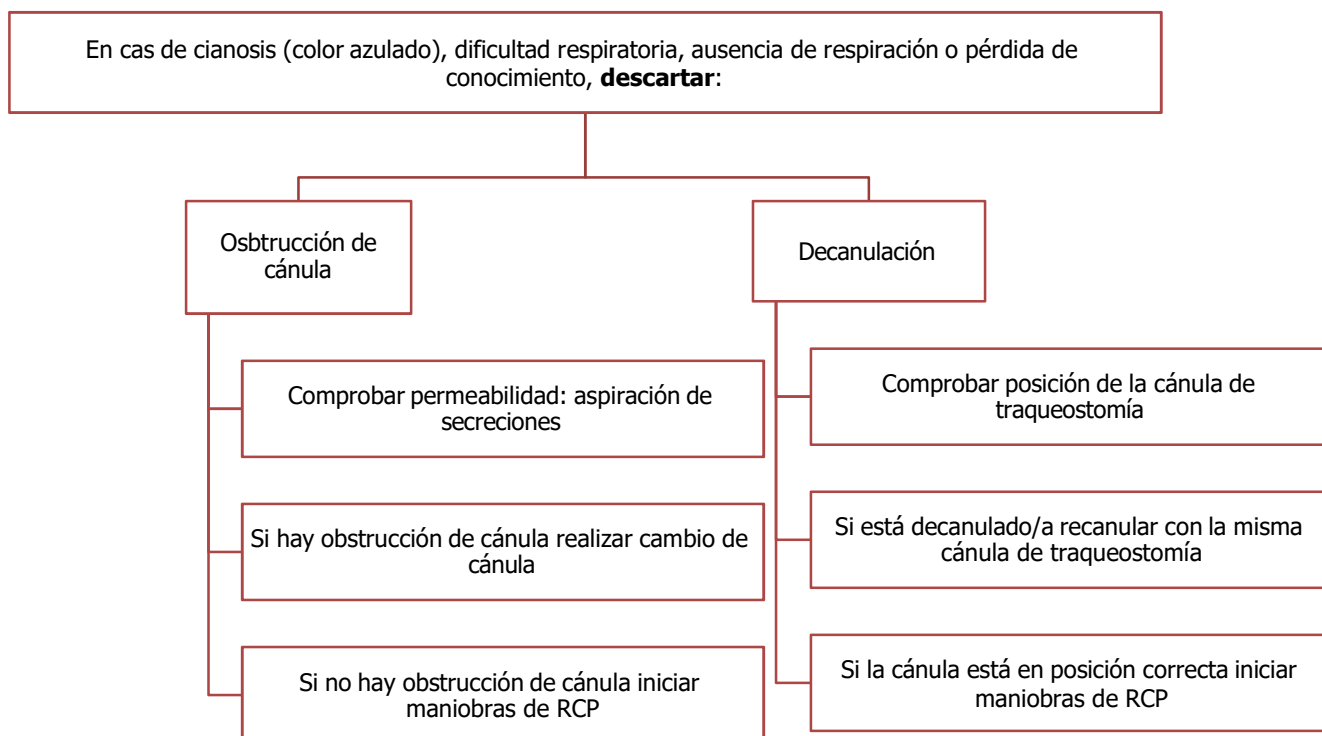 En cas de cianosis (color azulado), dificultad respiratoria, ausencia de respiración o pérdida de
conocimiento, descartar:
Osbtrucción de
cánula
Comprobar permeabilidad: aspiración de
secreciones
Si hay obstrucción de cánula realizar cambio de
cánula
Si no hay obstrucción de cánula iniciar
maniobras de RCP
Decanulación
Comprobar posición de la cánula de
traqueostomía
Si está decanulado/a recanular con la misma
cánula de traqueostomía
Si la cánula está en posición correcta iniciar
maniobras de RCP